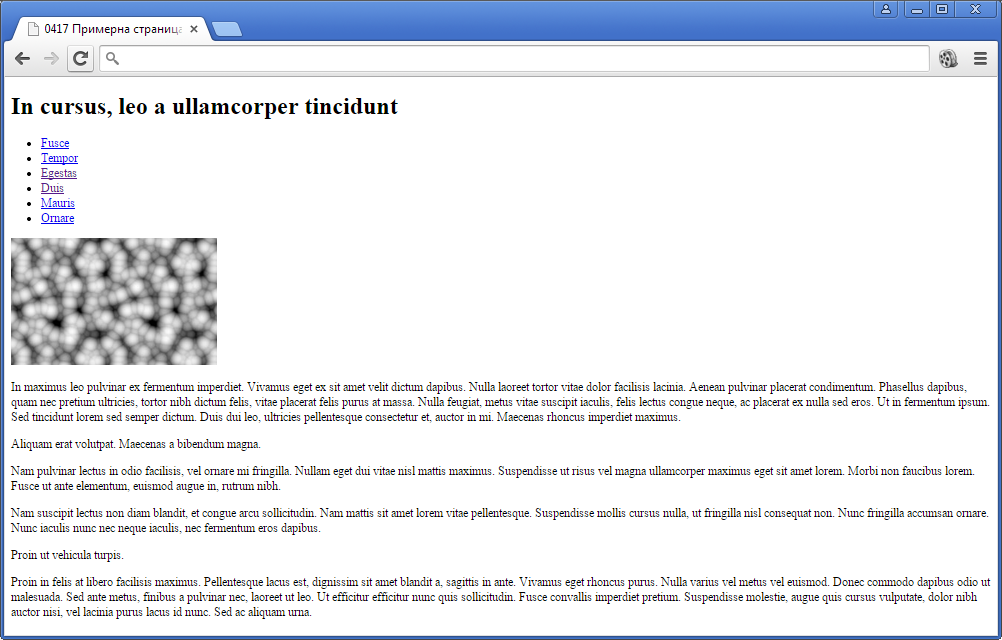 0417 Примерна страница
In cursus, leo a ullamcorper tincidunt
Fusce
Tempor
Egestas
Duis
Mauris
Ornare
In maximus leo pulvinar ex fermentum imperdiet. Vivamus eget ex sit amet velit dictum dapibus. Nulla laoreet tortor vitae dolor facilisis lacinia. Aenean pulvinar placerat condimentum. Phasellus dapibus,
quam nec pretium ultricies, tortor nibh dictum felis, vitae placerat felis purus at massa. Nulla feugiat, metus vitae suscipit iaculis, felis lectus congue neque, ac placerat ex nulla sed eros. Ut in fermentum ipsum.
Sed tincidunt lorem sed semper dictum. Duis dui leo, ultricies pellentesque consectetur et, auctor in mi. Maecenas rhoncus imperdiet maximus.
Aliquam erat volutpat. Maecenas a bibendum magna.
Nam pulvinar lectus in odio facilisis, vel ornare mi fringilla. Nullam eget dui vitae nisl mattis maximus. Suspendisse ut risus vel magna ullamcorper maximus eget sit amet lorem. Morbi non faucibus lorem.
Fusce ut ante elementum, euismod augue in, rutrum nibh.
Nam suscipit lectus non diam blandit, et congue arcu sollicitudin. Nam mattis sit amet lorem vitae pellentesque. Suspendisse mollis cursus nulla, ut fringilla nisl consequat non. Nunc fringilla accumsan ornare.
Nunc iaculis nunc nec neque iaculis, nec fermentum eros dapibus.
Proin ut vehicula turpis.
Proin in felis at libero facilisis maximus. Pellentesque lacus est, dignissim sit amet blandit a, sagittis in ante. Vivamus eget rhoncus purus. Nulla varius vel metus vel euismod. Donec commodo dapibus odio ut
malesuada. Sed ante metus, finibus a pulvinar nec, laoreet ut leo. Ut efficitur efficitur nunc quis sollicitudin. Fusce convallis imperdiet pretium. Suspendisse molestie, augue quis cursus vulputate, dolor nibh
auctor nisi, vel lacinia purus lacus id nunc. Sed ac aliquam urna.